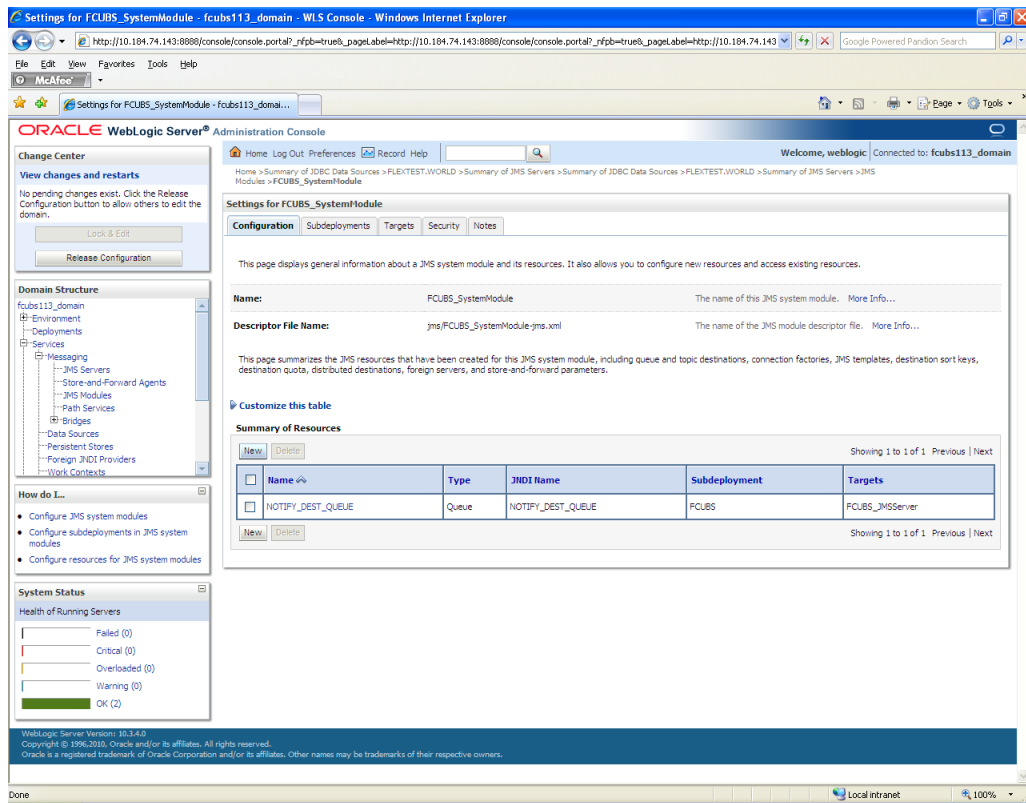 Settings for FCUBS_SystemModule - fcubs113_domain - WLS Console - Windows Internet Explorer
http://10.184.74.143:8888/console/console.portal?_nfpb=true&_pageLabel=http://10.184.74.143:8888/console/console.portal?_nfpb=true&_pageLabel=http://10.184.74.143
Google Powered Pandion Search
File Edit View Favorites Tools Help
McAfee
Settings for FCUBS_SystemModule - fcubs113_domai...
Page Tools
ORACLE WebLogic Server® Administration Console
Change Center
View changes and restarts
No pending changes exist. Click the Release
Configuration button to allow others to edit the
domain.
Lock & Edit
Release Configuration
Domain Structure
fcubs113_domain
Environment
Deployments
Services
Messaging
JMS Servers
Store-and-Forward Agents
JMS Modules
Path Services
Bridges
Data Sources
Persistent Stores
Foreign JNDI Providers
Work Contexts
How do I...
Configure JMS system modules
Configure subdeployments in JMS system
modules
Configure resources for JMS system modules
System Status
Health of Running Servers
Failed (0)
Critical (0)
Overloaded (0)
Warning (0)
OK (2)
Home Log Out Preferences Record Help
Welcome, weblogic Connected to: fcubs113_domain
Home >Summary of JDBC Data Sources >FLEXTEST.WORLD >Summary of JMS Servers >Summary of JDBC Data Sources >FLEXTEST.WORLD >Summary of JMS Servers >JMS
Modules >FCUBS_SystemModule
Settings for FCUBS_SystemModule
Configuration Subdeployments Targets Security Notes
This page displays general information about a JMS system module and its resources. It also allows you to configure new resources and access existing resources.
Name: FCUBS_SystemModule The name of this JMS system module. More Info...
Descriptor File Name: jms/FCUBS_SystemModule-jms.xml The name of the JMS module descriptor file. More Info...
This page summarizes the JMS resources that have been created for this JMS system module, including queue and topic destinations, connection factories, JMS templates, destination sort keys,
destination quota, distributed destinations, foreign servers, and store-and-forward parameters.
Customize this table
Summary of Resources
New Delete Showing 1 to 1 of 1 Previous | Next
Name Type JNDI Name Subdeployment Targets
NOTIFY_DEST_QUEUE Queue NOTIFY_DEST_QUEUE FCUBS FCUBS_JMSServer
New Delete Showing 1 to 1 of 1 Previous | Next
WebLogic Server Version: 10.3.4.0
Copyright © 1996,2010, Oracle and/or its affiliates. All rights reserved.
Oracle is a registered trademark of Oracle Corporation and/or its affiliates. Other names may be trademarks of their respective owners.
Done Local intranet 100%